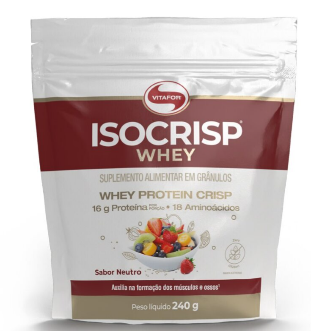 VITAFOR
ISOCRISP®
WHEY
SUPLEMENTO ALIMENTAR EM GRÂNULOS
WHEY PROTEIN CRISP
16 g Proteína • 18 Aminoácidos
Sabor Neutro
Auxilia na formação dos músculos e ossos¹
Peso líquido 240 g